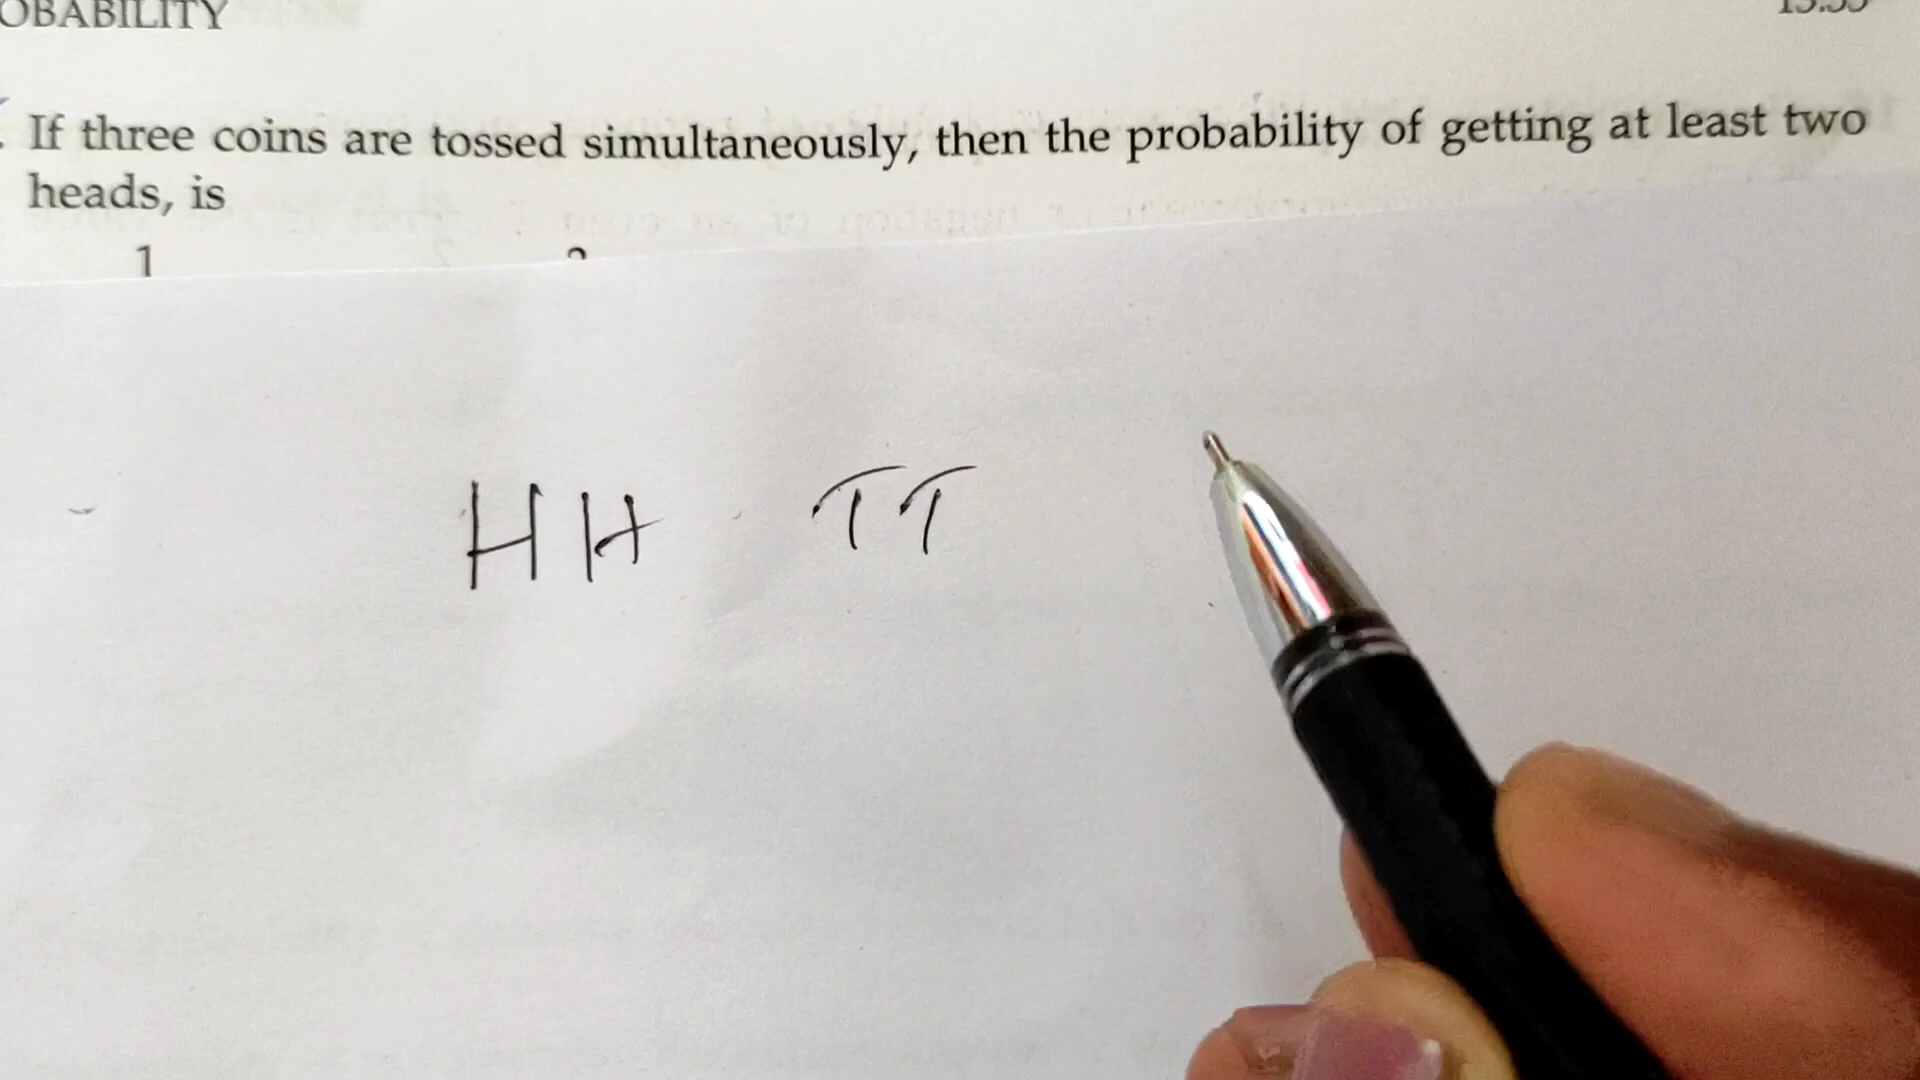 OBABILITY
If three coins are tossed simultaneously, then the probability of getting at least two
heads, is
1
HH TT